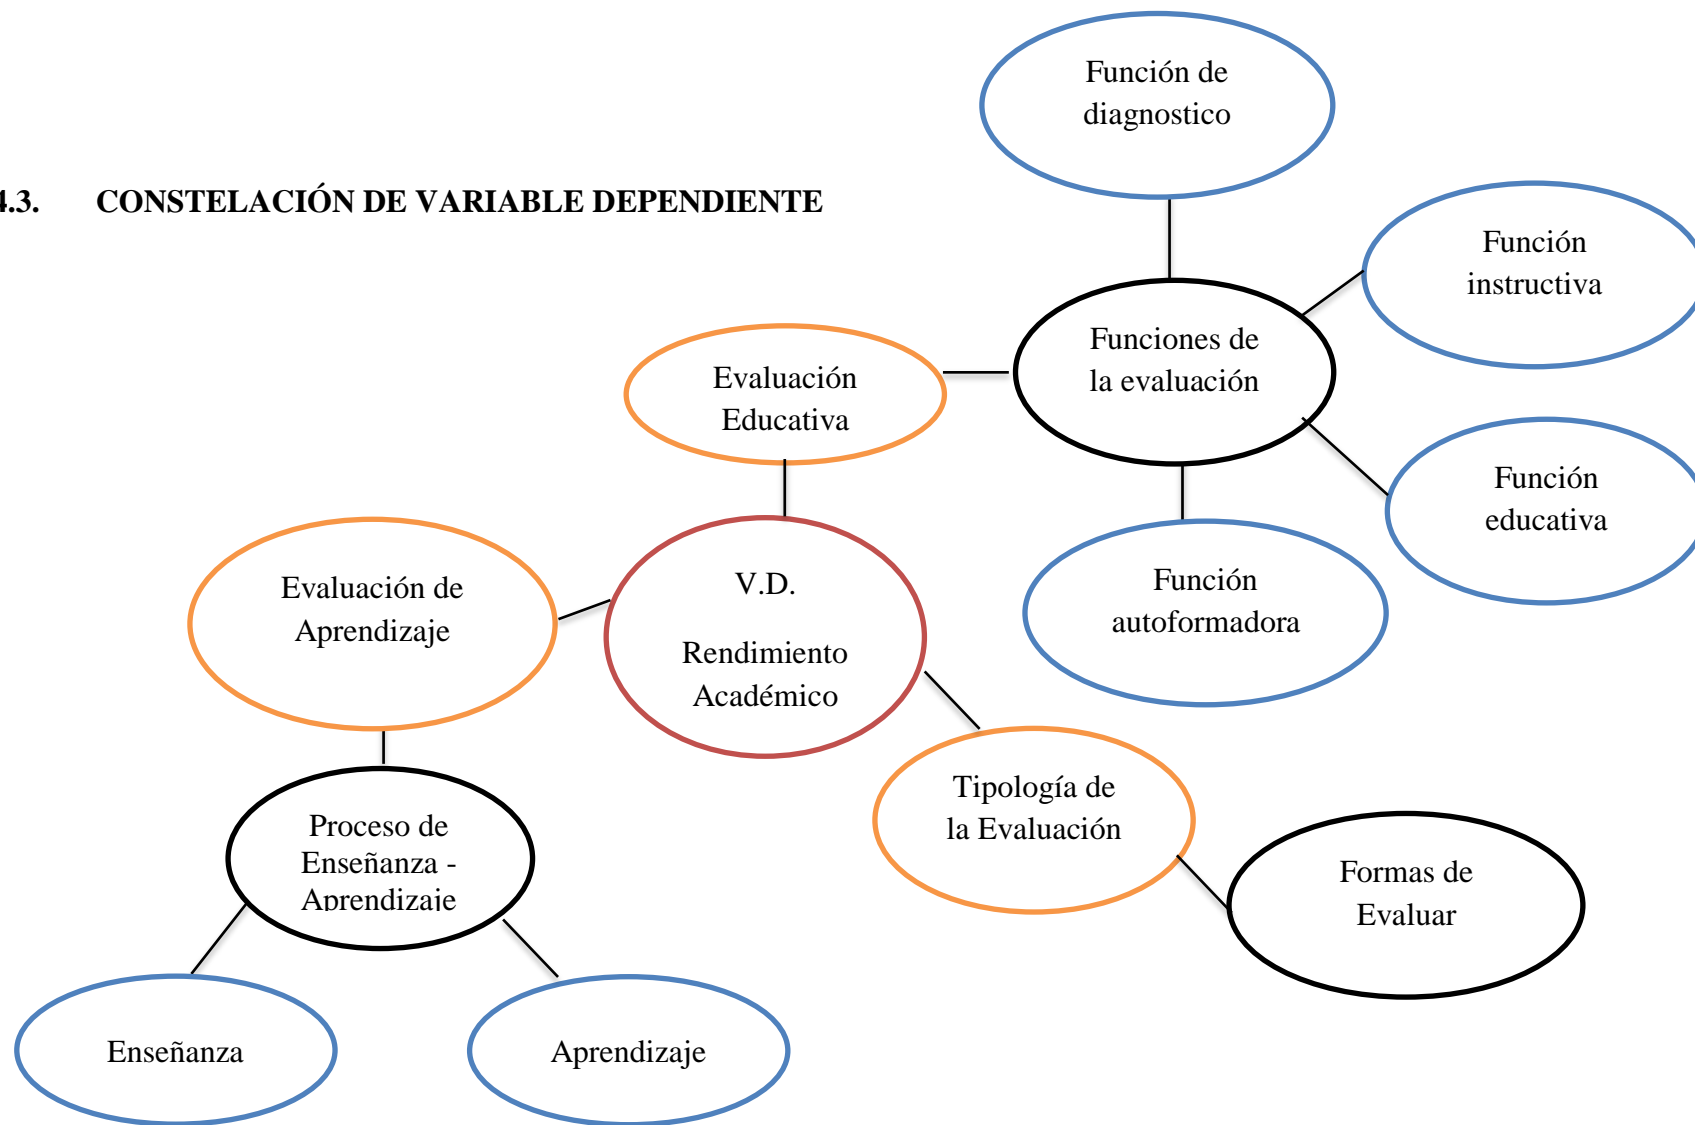 Función de
diagnostico
4.3. CONSTELACIÓN DE VARIABLE DEPENDIENTE
Función
instructiva
Funciones de
la evaluación
Evaluación
Educativa
Función
educativa
Función
autoformadora
V.D.
Rendimiento
Académico
Evaluación de
Aprendizaje
Tipología de
la Evaluación
Proceso de
Enseñanza -
Aprendizaje
Formas de
Evaluar
Enseñanza
Aprendizaje